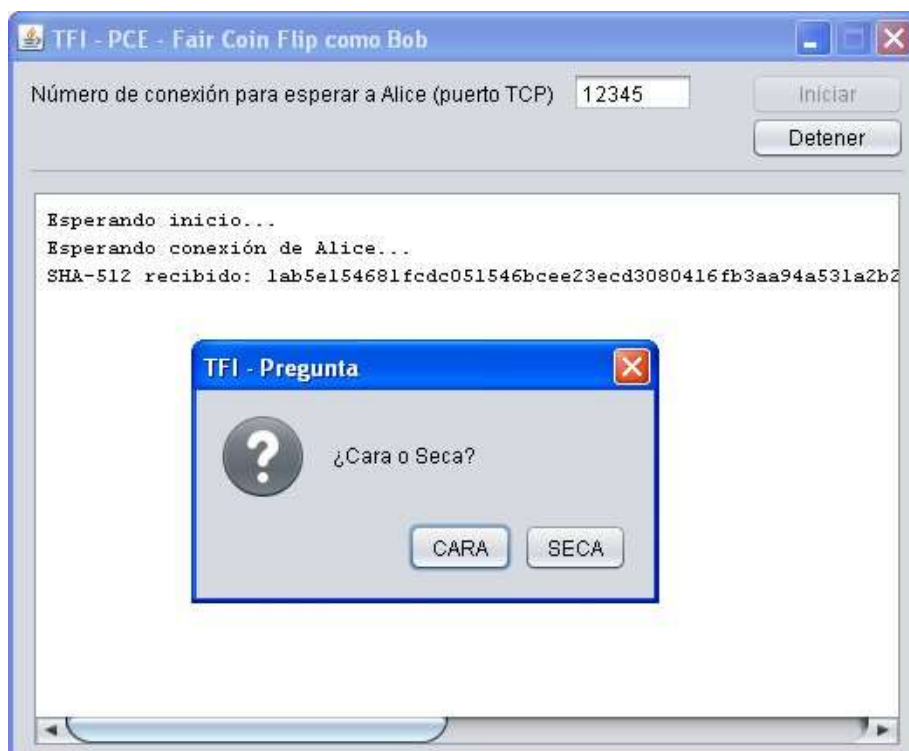 TFI - PCE - Fair Coin Flip como Bob
Número de conexión para esperar a Alice (puerto TCP) 12345 Iniciar
Detener
Esperando inicio...
Esperando conexión de Alice...
SHA-512 recibido: 1ab5e154681fcdc051546bcee23ecd3080416fb3aa94a531a2b2
TFI - Pregunta
¿Cara o Seca?
CARA SECA